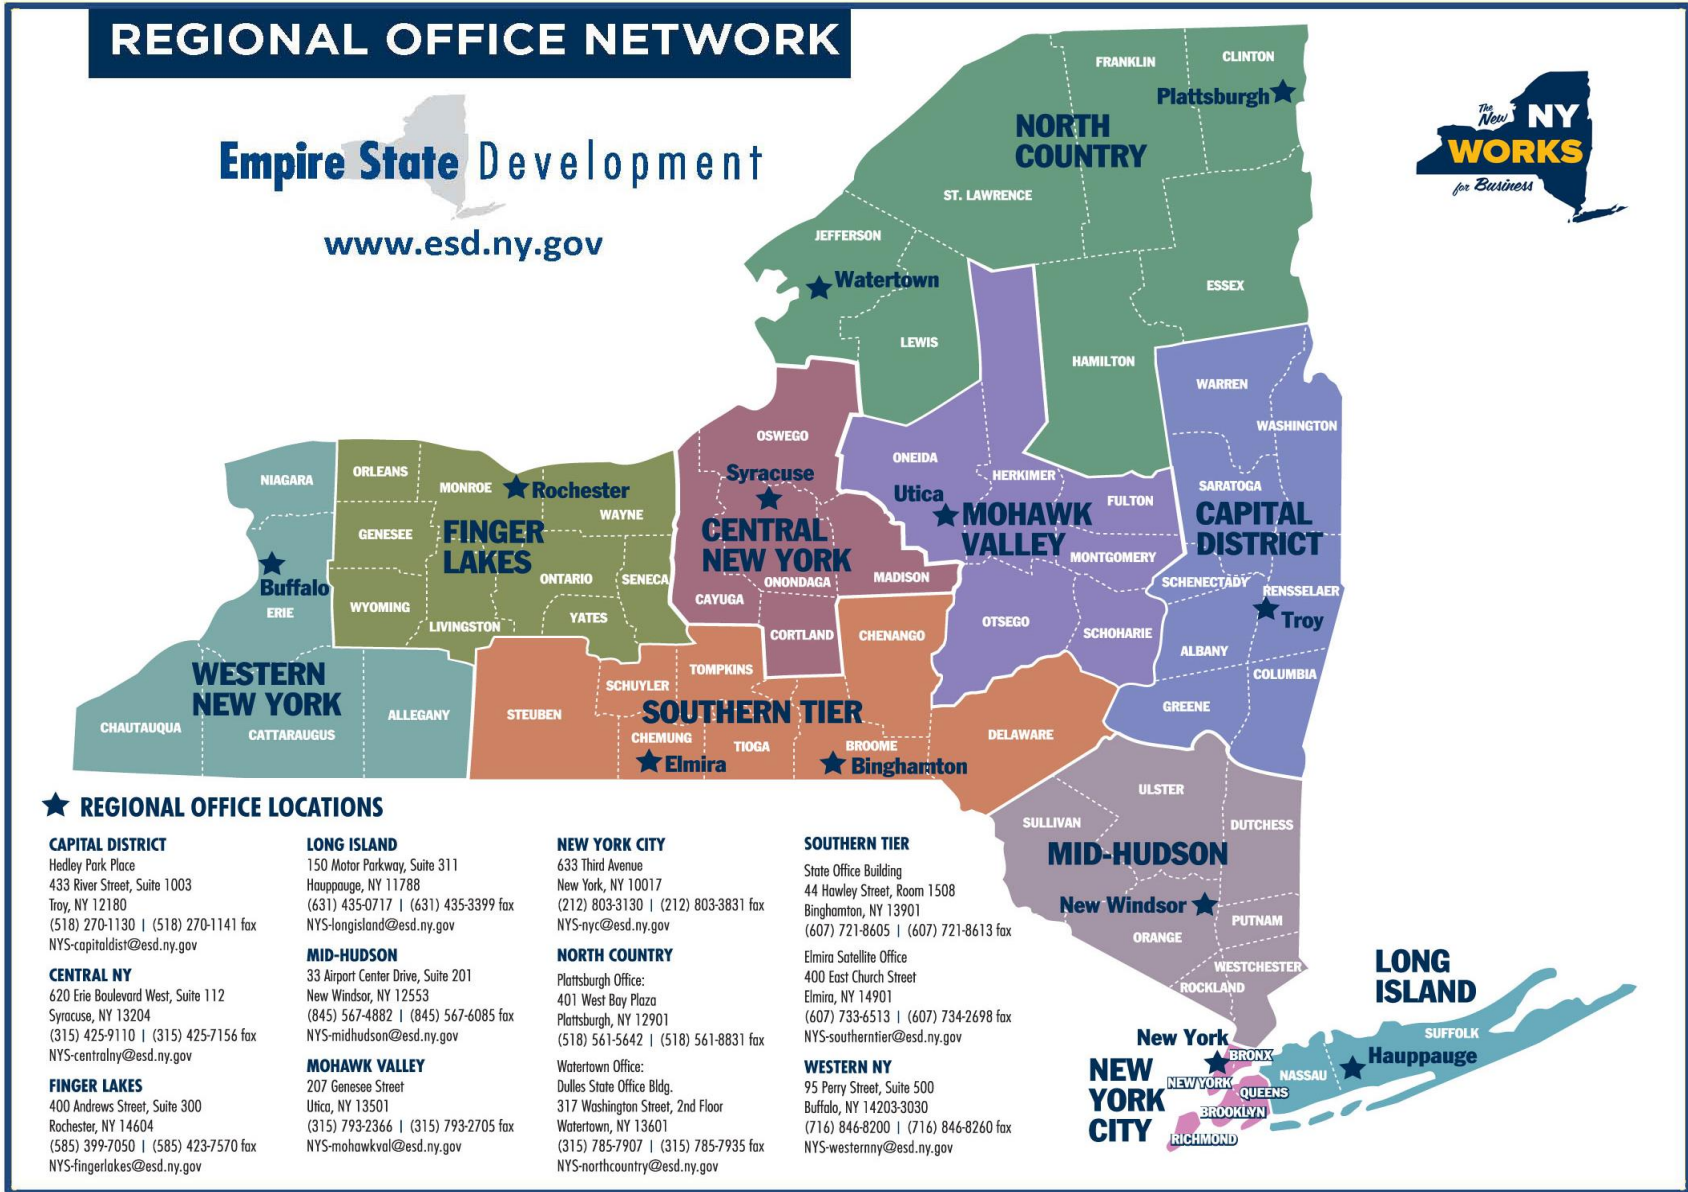 REGIONAL OFFICE NETWORK
Empire State Development
www.esd.ny.gov
The New NY
WORKS
for Business
FRANKLIN
CLINTON
Plattsburgh
NORTH
COUNTRY
ST. LAWRENCE
JEFFERSON
Watertown
ESSEX
LEWIS
HAMILTON
WARREN
WASHINGTON
OSWEGO
ONEIDA
HERKIMER
Syracuse
NIAGARA
ORLEANS
MONROE
Rochester
WAYNE
Utica
FULTON
SARATOGA
GENESEE
FINGER
LAKES
CENTRAL
NEW YORK
MOHAWK
VALLEY
CAPITAL
DISTRICT
MONTGOMERY
Buffalo
ERIE
WYOMING
LIVINGSTON
ONTARIO
SENECA
YATES
CAYUGA
ONONDAGA
MADISON
SCHENECTADY
RENSSELAER
Troy
CORTLAND
CHENANGO
OTSEGO
SCHOHARIE
ALBANY
COLUMBIA
WESTERN
NEW YORK
CHAUTAUQUA
CATTARAUGUS
ALLEGANY
STEUBEN
SCHUYLER
TOMPKINS
SOUTHERN TIER
CHEMUNG
Elmira
TIOGA
BROOME
Binghamton
DELAWARE
GREENE
ULSTER
SULLIVAN
DUTCHESS
MID-HUDSON
New Windsor
PUTNAM
ORANGE
WESTCHESTER
ROCKLAND
LONG
ISLAND
SUFFOLK
Hauppauge
NASSAU
New York
NEW
YORK
CITY
BRONX
NEW YORK
QUEENS
BROOKLYN
RICHMOND
REGIONAL OFFICE LOCATIONS
CAPITAL DISTRICT
Hedley Park Place
433 River Street, Suite 1003
Troy, NY 12180
(518) 270-1130 | (518) 270-1141 fax
NYS-capitaldist@esd.ny.gov
CENTRAL NY
620 Erie Boulevard West, Suite 112
Syracuse, NY 13204
(315) 425-9110 | (315) 425-7156 fax
NYS-centralny@esd.ny.gov
FINGER LAKES
400 Andrews Street, Suite 300
Rochester, NY 14604
(585) 399-7050 | (585) 423-7570 fax
NYS-fingerlakes@esd.ny.gov
LONG ISLAND
150 Motor Parkway, Suite 311
Hauppauge, NY 11788
(631) 435-0717 | (631) 435-3399 fax
NYS-longisland@esd.ny.gov
MID-HUDSON
33 Airport Center Drive, Suite 201
New Windsor, NY 12553
(845) 567-4882 | (845) 567-6085 fax
NYS-midhudson@esd.ny.gov
MOHAWK VALLEY
207 Genesee Street
Utica, NY 13501
(315) 793-2366 | (315) 793-2705 fax
NYS-mohawkval@esd.ny.gov
NEW YORK CITY
633 Third Avenue
New York, NY 10017
(212) 803-3130 | (212) 803-3831 fax
NYS-nyc@esd.ny.gov
NORTH COUNTRY
Plattsburgh Office:
401 West Bay Plaza
Plattsburgh, NY 12901
(518) 561-5642 | (518) 561-8831 fax
Watertown Office:
Dulles State Office Bldg.
317 Washington Street, 2nd Floor
Watertown, NY 13601
(315) 785-7907 | (315) 785-7935 fax
NYS-northcountry@esd.ny.gov
SOUTHERN TIER
State Office Building
44 Hawley Street, Room 1508
Binghamton, NY 13901
(607) 721-8605 | (607) 721-8613 fax
Elmira Satellite Office
400 East Church Street
Elmira, NY 14901
(607) 733-6513 | (607) 734-2698 fax
NYS-southerntier@esd.ny.gov
WESTERN NY
95 Perry Street, Suite 500
Buffalo, NY 14203-3030
(716) 846-8200 | (716) 846-8260 fax
NYS-westernny@esd.ny.gov